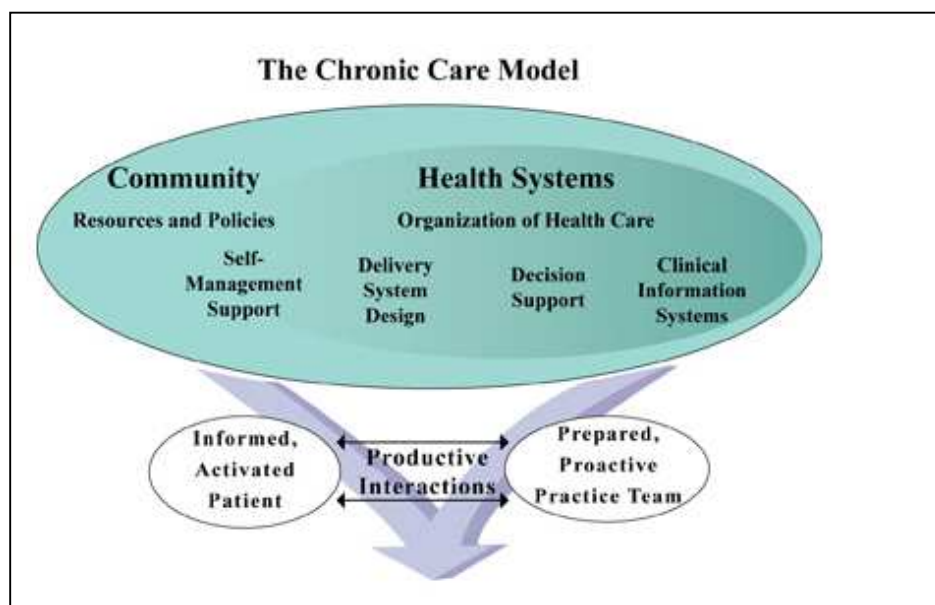 The Chronic Care Model
Community
Resources and Policies
Health Systems
Organization of Health Care
Self-
Management
Support
Delivery
System
Design
Decision
Support
Clinical
Information
Systems
Informed,
Activated
Patient
Productive
Interactions
Prepared,
Proactive
Practice Team